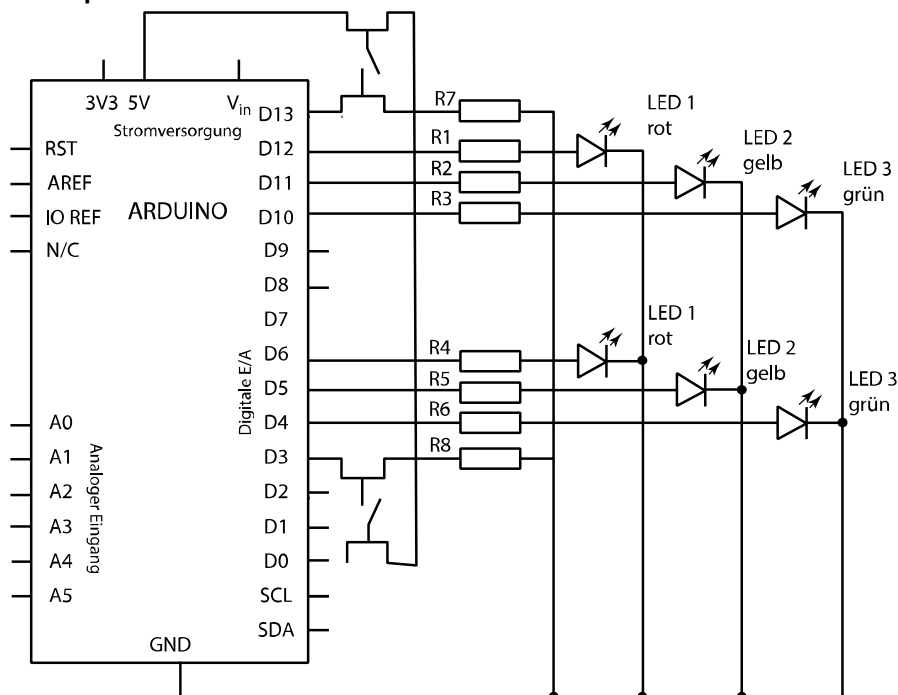 3V3 5V Vin
Stromversorgung
RST
AREF
IO REF
N/C
ARDUINO
A0
A1
A2
A3
A4
A5
Analoger Eingang
GND
D13
D12
D11
D10
D9
D8
D7
D6
D5
D4
D3
D2
D1
D0
SCL
SDA
Digitale E/A
R7
R1
R2
R3
R4
R5
R6
R8
LED 1
rot
LED 2
gelb
LED 3
grün
LED 1
rot
LED 2
gelb
LED 3
grün